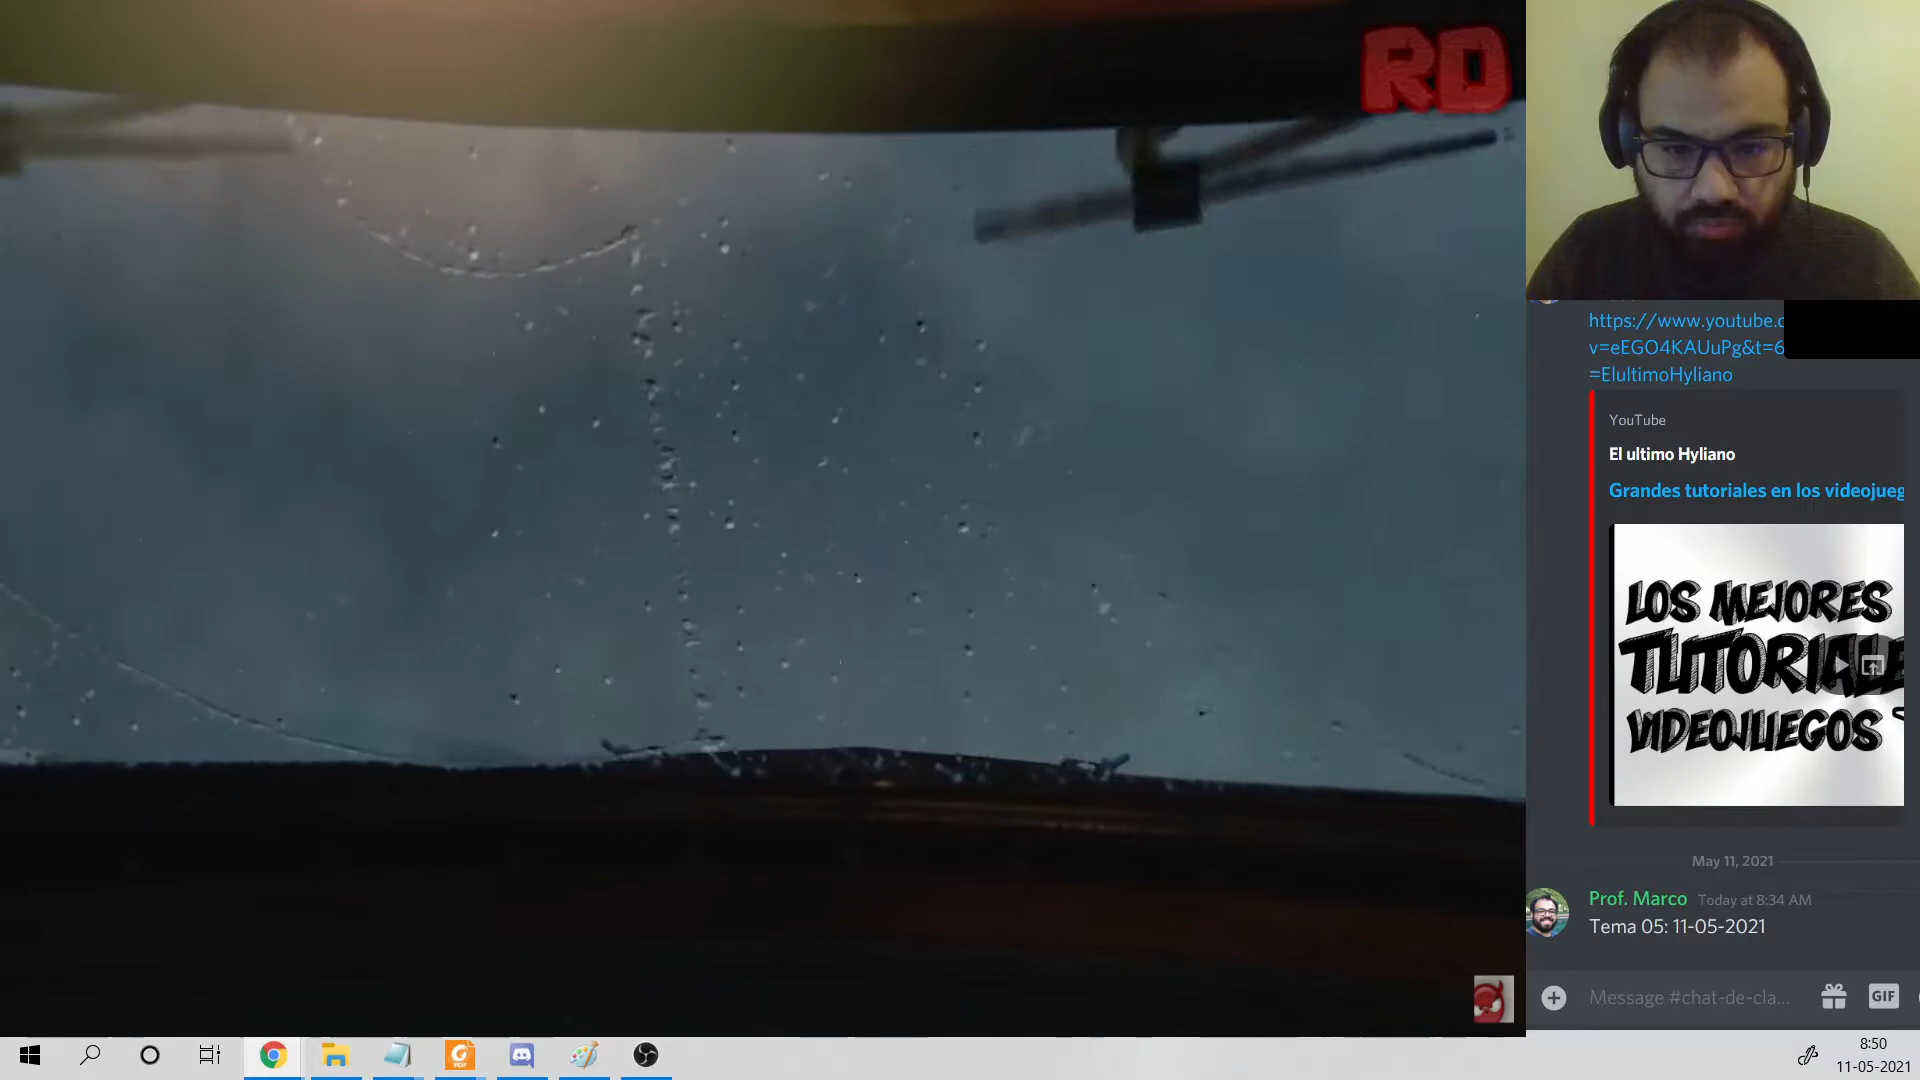 RD
https://www.youtube.c
v=eEGO4KAUuPg&t=6
=ElultimoHyliano
YouTube
El ultimo Hyliano
Grandes tutoriales en los videojueg
LOS MEJORES
TUTORIALE
VIDEOJUEGOS
May 11, 2021
Prof. Marco Today at 8:34 AM
Tema 05: 11-05-2021
Message #chat-de-cla...
GIF
PDF
8:50
11-05-2021